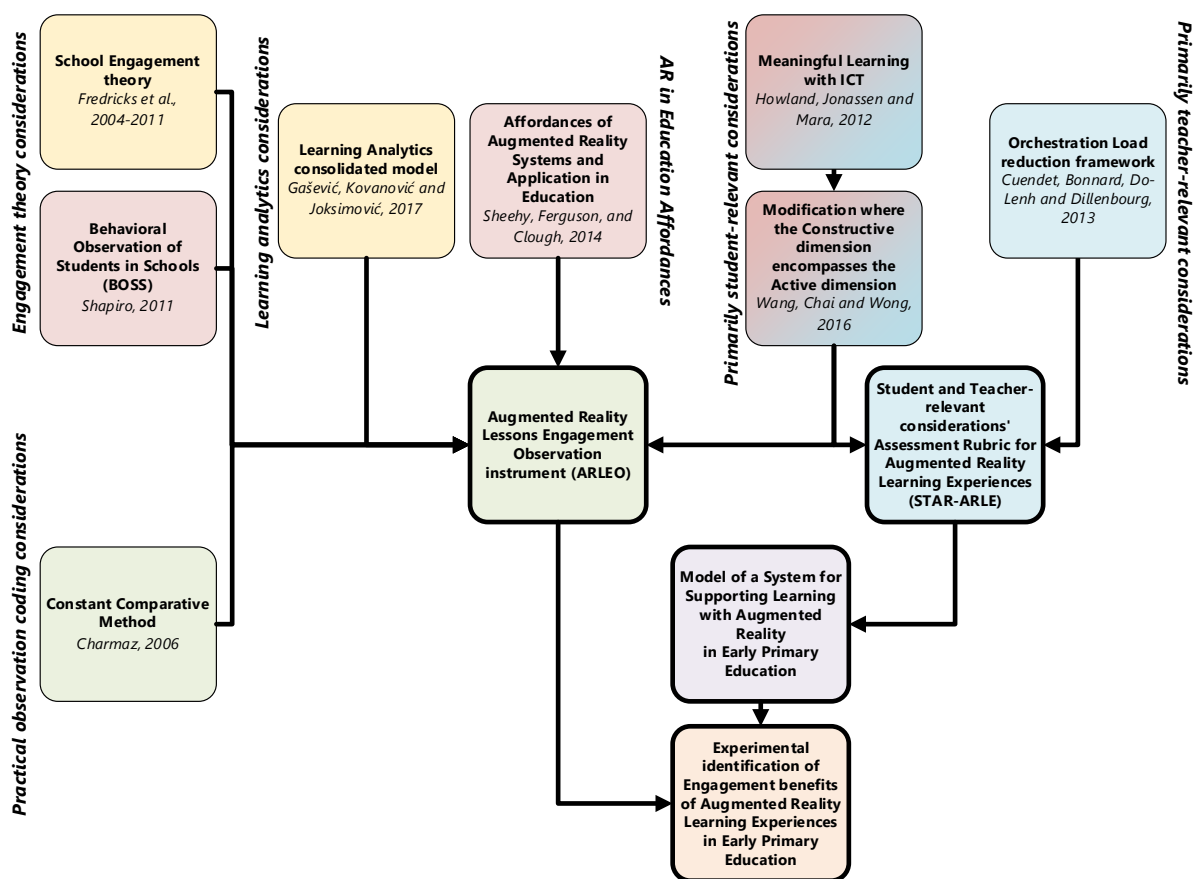 Engagement theory considerations
School Engagement
theory
Fredricks et al.,
2004-2011
Behavioral
Observation of
Students in Schools
(BOSS)
Shapiro, 2011
Practical observation coding considerations
Constant Comparative
Method
Charmaz, 2006
Learning analytics considerations
Learning Analytics
consolidated model
Gašević, Kovanović and
Joksimović, 2017
Affordances of
Augmented Reality
Systems and
Application in
Education
Sheehy, Ferguson, and
Clough, 2014
AR in Education Affordances
Primarily student-relevant considerations
Meaningful Learning
with ICT
Howland, Jonassen and
Mara, 2012
Modification where
the Constructive
dimension
encompasses the
Active dimension
Wang, Chai and Wong,
2016
Orchestration Load
reduction framework
Cuendet, Bonnard, Do-
Lenh and Dillenbourg,
2013
Primarily teacher-relevant considerations
Augmented Reality
Lessons Engagement
Observation
instrument (ARLEO)
Student and Teacher-
relevant
considerations'
Assessment Rubric for
Augmented Reality
Learning Experiences
(STAR-ARLE)
Model of a System for
Supporting Learning
with Augmented
Reality
in Early Primary
Education
Experimental
identification of
Engagement benefits
of Augmented Reality
Learning Experiences
in Early Primary
Education